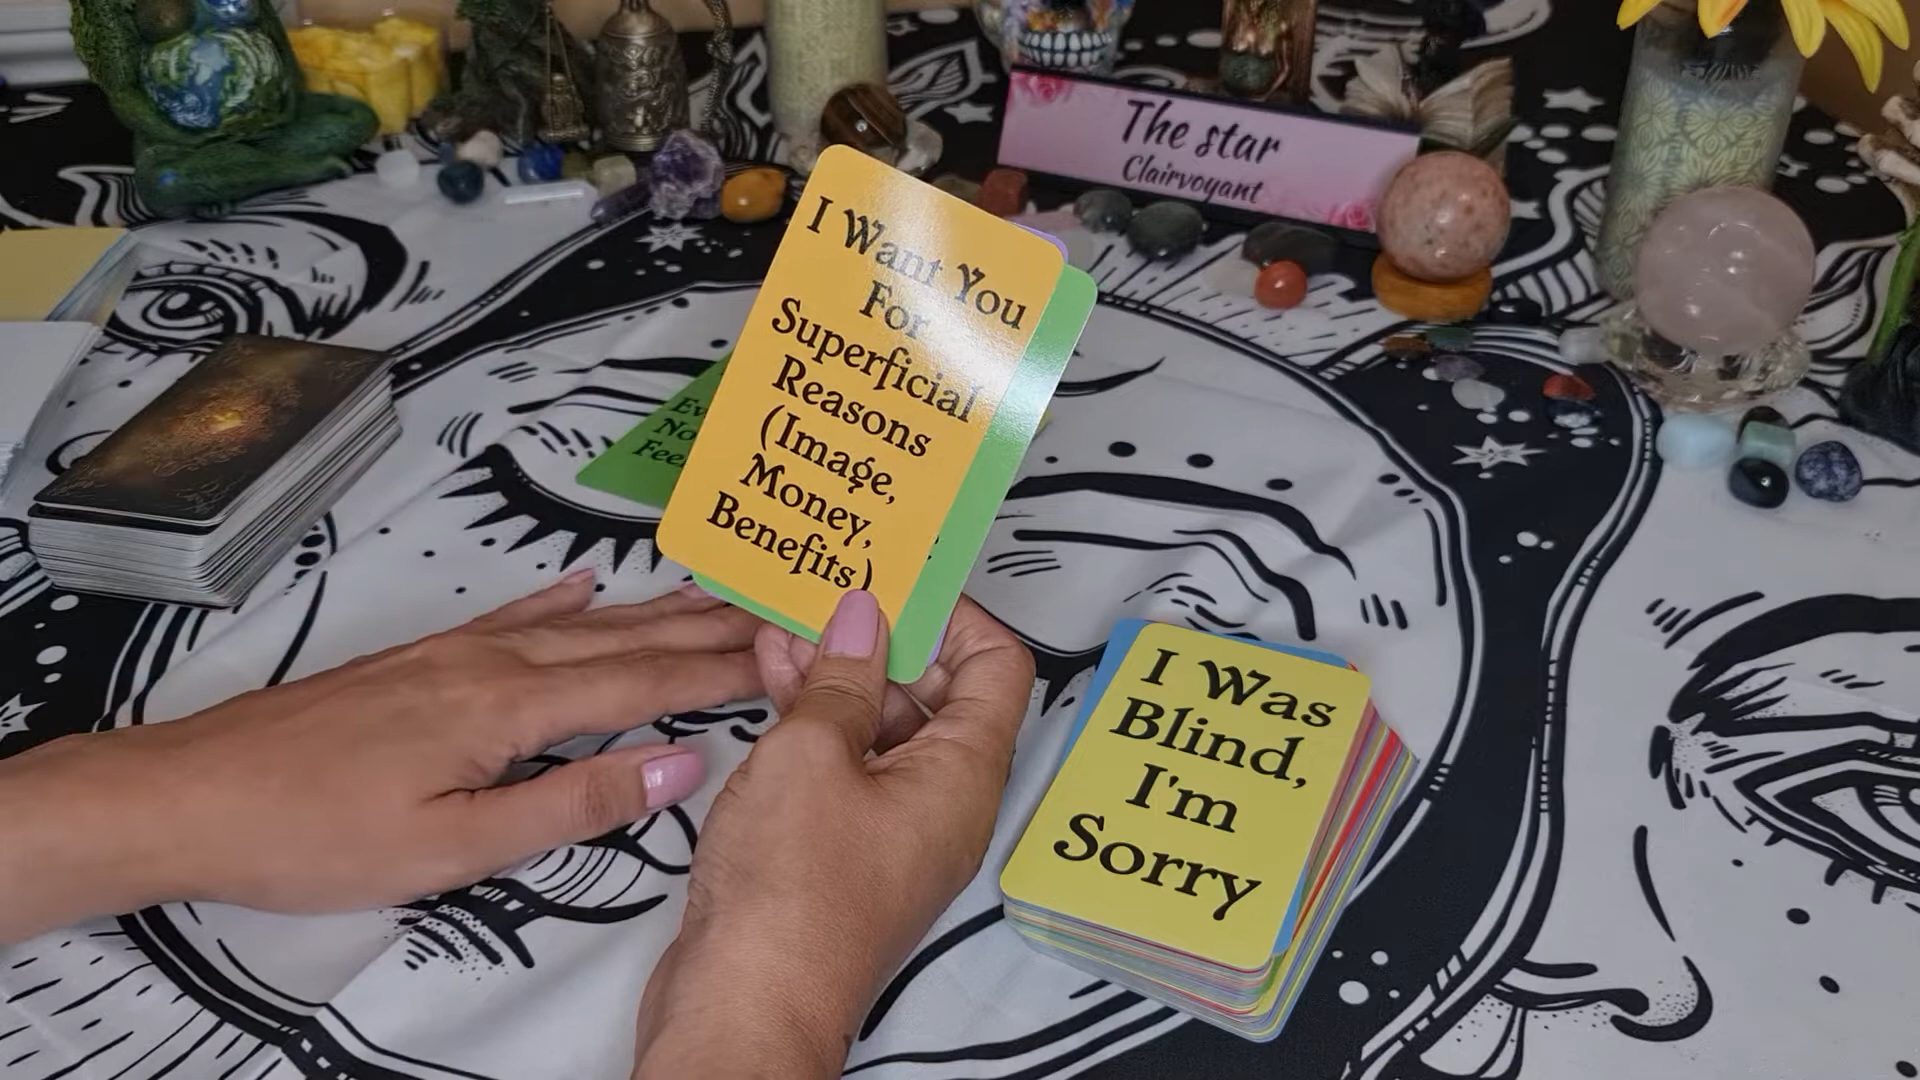 The star
Clairvoyant
I Want You
For
Superficial
Reasons
(Image,
Money,
Benefits)
I Was
Blind,
I'm
Sorry